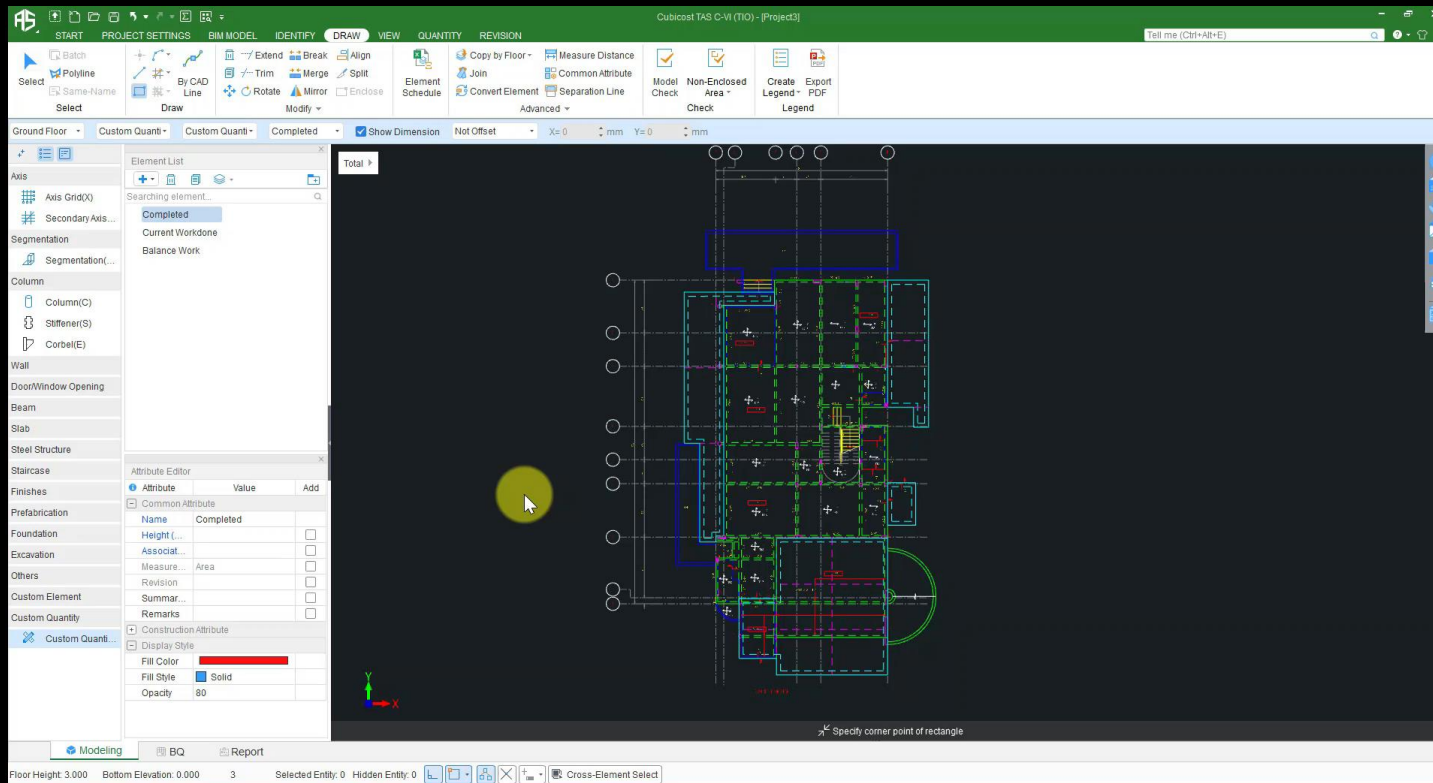 Cubicost TAS C-VI (TIO) - [Project3]
START PROJECT SETTINGS BIM MODEL IDENTIFY DRAW VIEW QUANTITY REVISION
Tell me (Ctrl+Alt+E)
Select
Batch
Polyline
Same-Name
Select
By CAD Line
Draw
Extend Break Align
Trim Merge Split
Rotate Mirror Enclose
Modify
Element Schedule
Copy by Floor Measure Distance
Join Common Attribute
Convert Element Separation Line
Advanced
Model Check
Non-Enclosed Area
Check
Create Legend
Export PDF
Legend
Ground Floor Custom Quanti Custom Quanti Completed Show Dimension Not Offset X= 0 mm Y= 0 mm
Axis
Axis Grid(X)
Secondary Axis...
Segmentation
Segmentation(...
Column
Column(C)
Stiffener(S)
Corbel(E)
Wall
Door/Window Opening
Beam
Slab
Steel Structure
Staircase
Finishes
Prefabrication
Foundation
Excavation
Others
Custom Element
Custom Quantity
Custom Quanti...
Element List
Searching element...
Completed
Current Workdone
Balance Work
Attribute Editor
Attribute Value Add
Common Attribute
Name Completed
Height (...
Associat...
Measure... Area
Revision
Summar...
Remarks
Construction Attribute
Display Style
Fill Color
Fill Style Solid
Opacity 80
Total
Y
X
Specify corner point of rectangle
Modeling BQ Report
Floor Height: 3.000 Bottom Elevation: 0.000 3 Selected Entity: 0 Hidden Entity: 0 Cross-Element Select